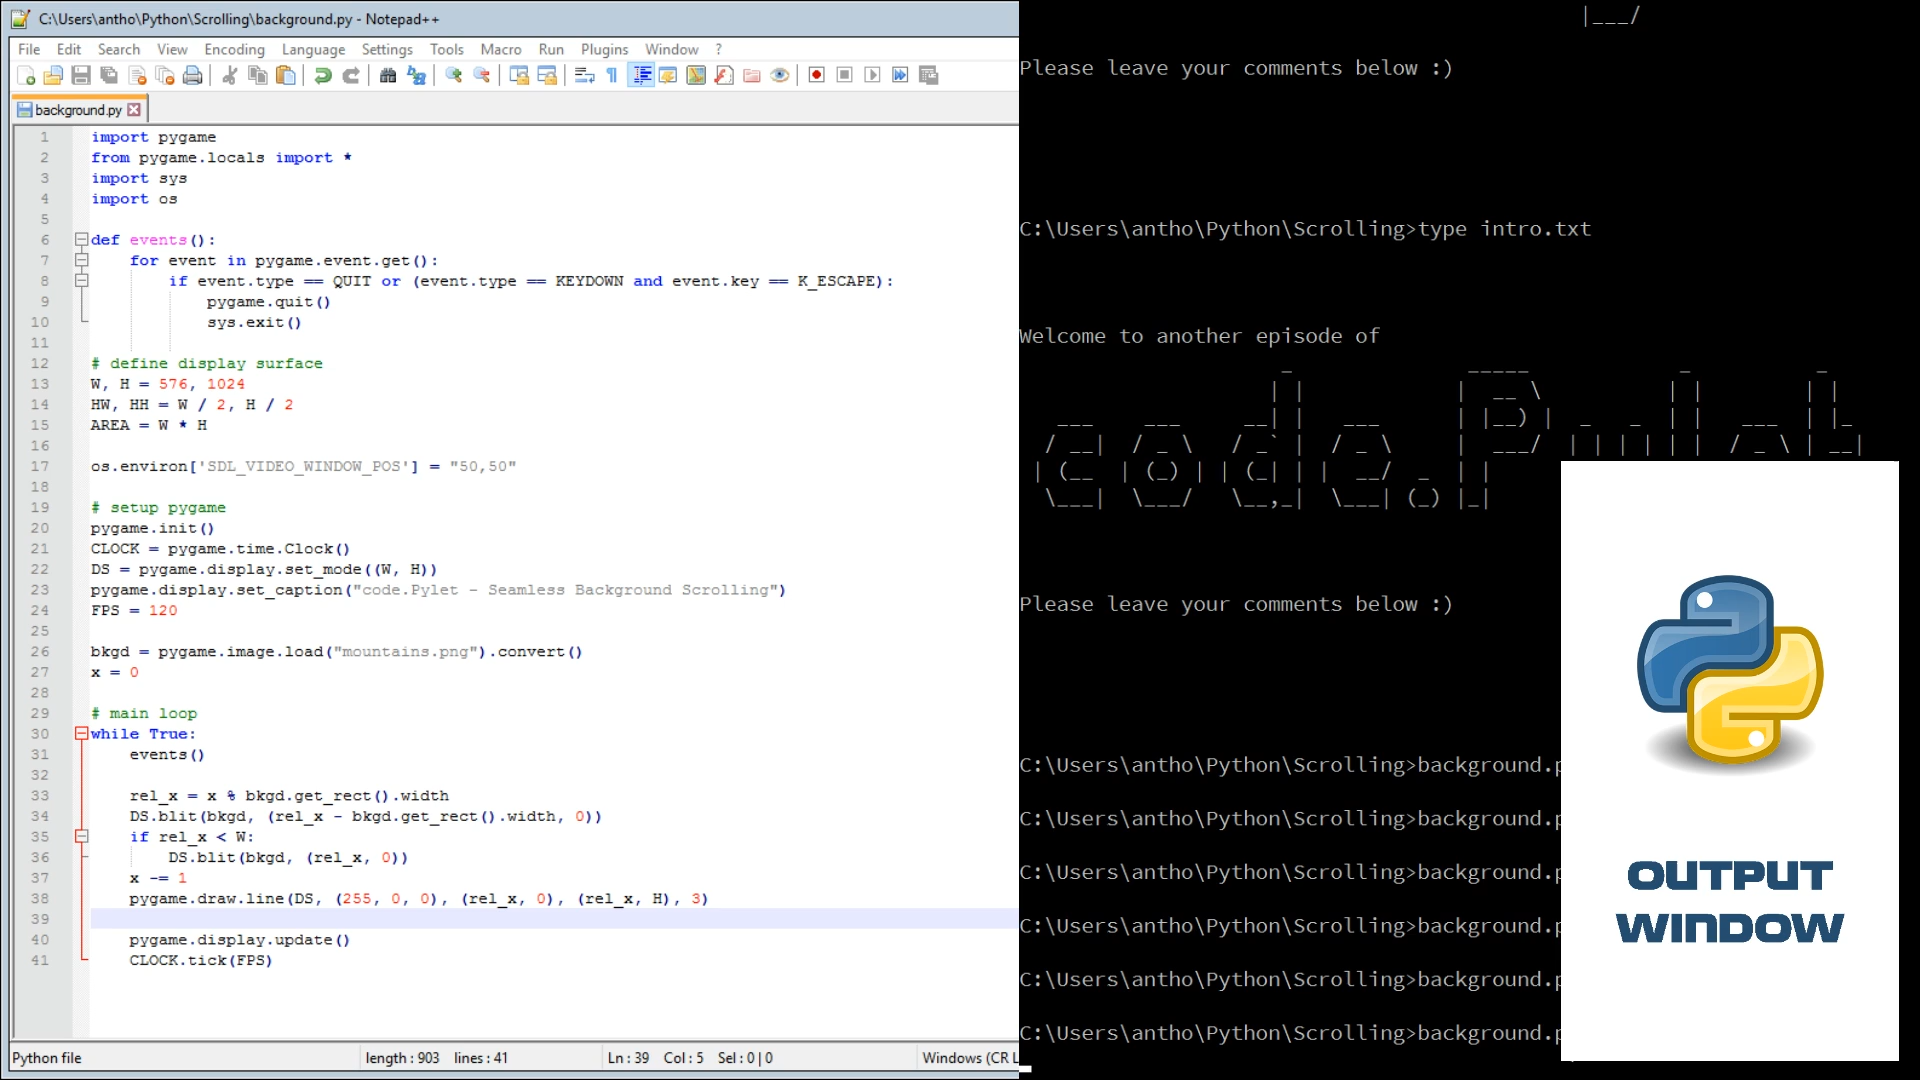 C:\Users\antho\Python\Scrolling\background.py - Notepad++
File Edit Search View Encoding Language Settings Tools Macro Run Plugins Window ?
background.py
1 import pygame
2 from pygame.locals import *
3 import sys
4 import os
5
6 def events():
7 for event in pygame.event.get():
8 if event.type == QUIT or (event.type == KEYDOWN and event.key == K_ESCAPE):
9 pygame.quit()
10 sys.exit()
11
12 # define display surface
13 W, H = 576, 1024
14 HW, HH = W / 2, H / 2
15 AREA = W * H
16
17 os.environ['SDL_VIDEO_WINDOW_POS'] = "50,50"
18
19 # setup pygame
20 pygame.init()
21 CLOCK = pygame.time.Clock()
22 DS = pygame.display.set_mode((W, H))
23 pygame.display.set_caption("code.Pylet - Seamless Background Scrolling")
24 FPS = 120
25
26 bkgd = pygame.image.load("mountains.png").convert()
27 x = 0
28
29 # main loop
30 while True:
31 events()
32
33 rel_x = x % bkgd.get_rect().width
34 DS.blit(bkgd, (rel_x - bkgd.get_rect().width, 0))
35 if rel_x < W:
36 DS.blit(bkgd, (rel_x, 0))
37 x -= 1
38 pygame.draw.line(DS, (255, 0, 0), (rel_x, 0), (rel_x, H), 3)
39
40 pygame.display.update()
41 CLOCK.tick(FPS)
Python file length : 903 lines : 41 Ln : 39 Col : 5 Sel : 0 | 0 Windows (CR L
|___/
Please leave your comments below :)
C:\Users\antho\Python\Scrolling>type intro.txt
Welcome to another episode of
code.Pylet
Please leave your comments below :)
C:\Users\antho\Python\Scrolling>background.p
C:\Users\antho\Python\Scrolling>background.p
C:\Users\antho\Python\Scrolling>background.p
C:\Users\antho\Python\Scrolling>background.p
C:\Users\antho\Python\Scrolling>background.p
C:\Users\antho\Python\Scrolling>background.p
OUTPUT
WINDOW